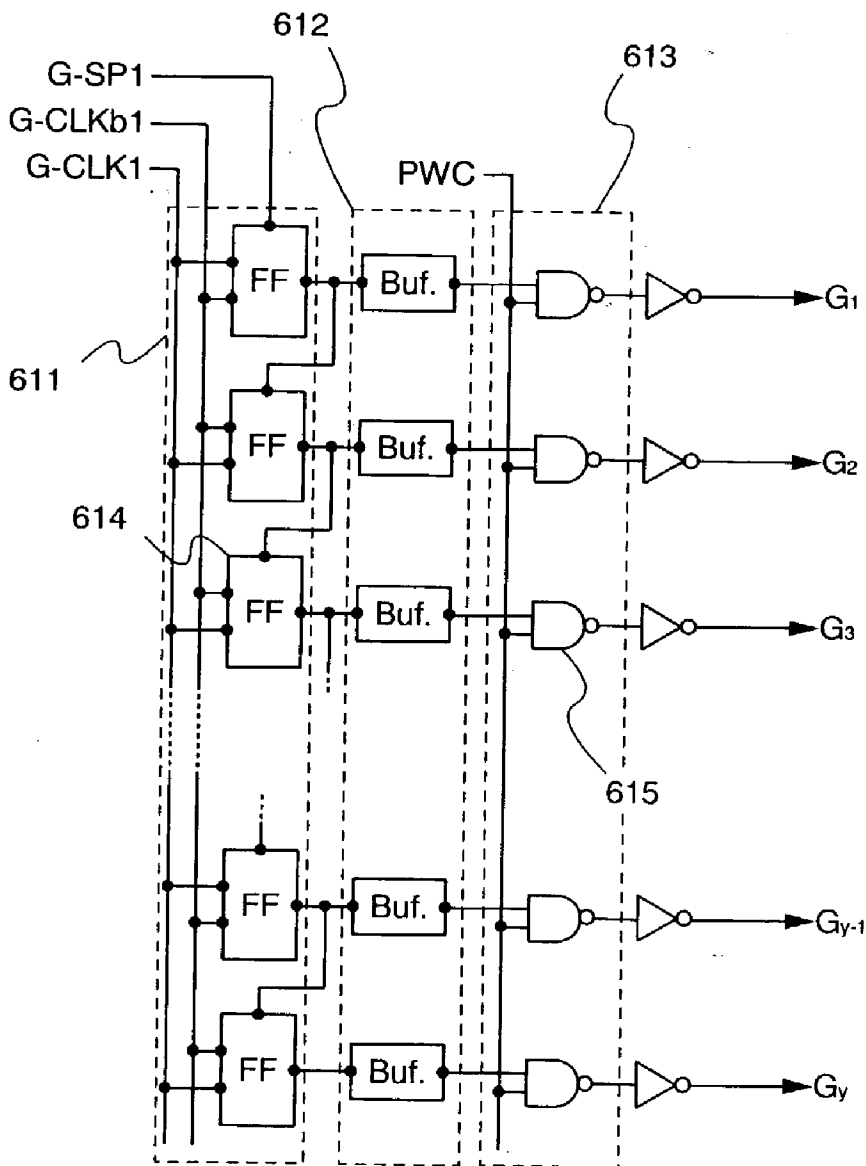 612
613
G-SP1
G-CLKb1
G-CLK1
PWC
FF
Buf.
G1
611
FF
Buf.
G2
614
FF
Buf.
G3
615
FF
Buf.
Gy-1
FF
Buf.
Gy